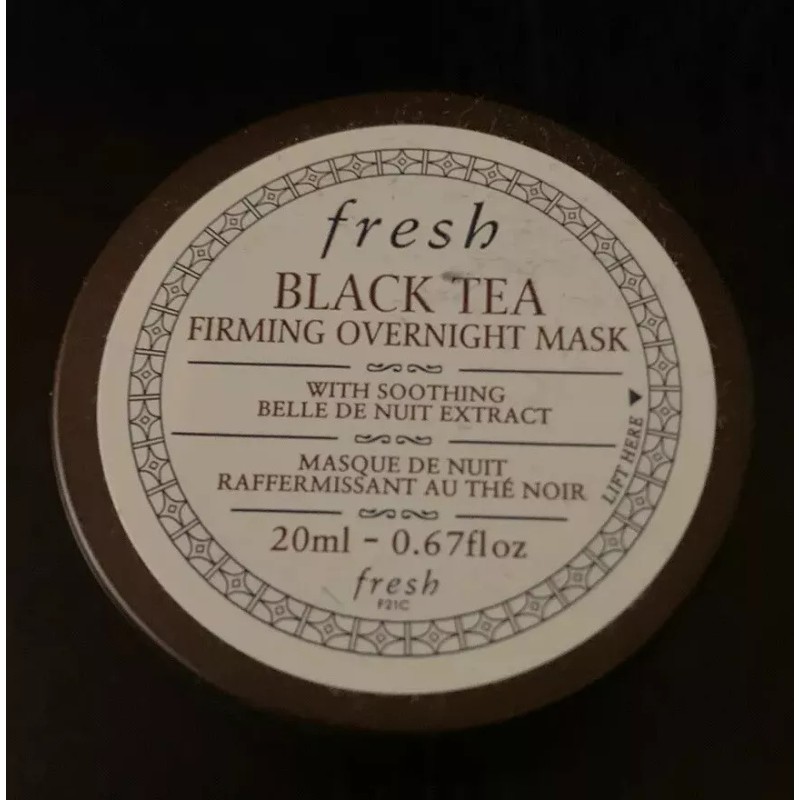 fresh
BLACK TEA
FIRMING OVERNIGHT MASK
WITH SOOTHING
BELLE DE NUIT EXTRACT
MASQUE DE NUIT
RAFFERMISSANT AU THÉ NOIR
LIFT HERE
20ml - 0.67fl oz
fresh
F21C